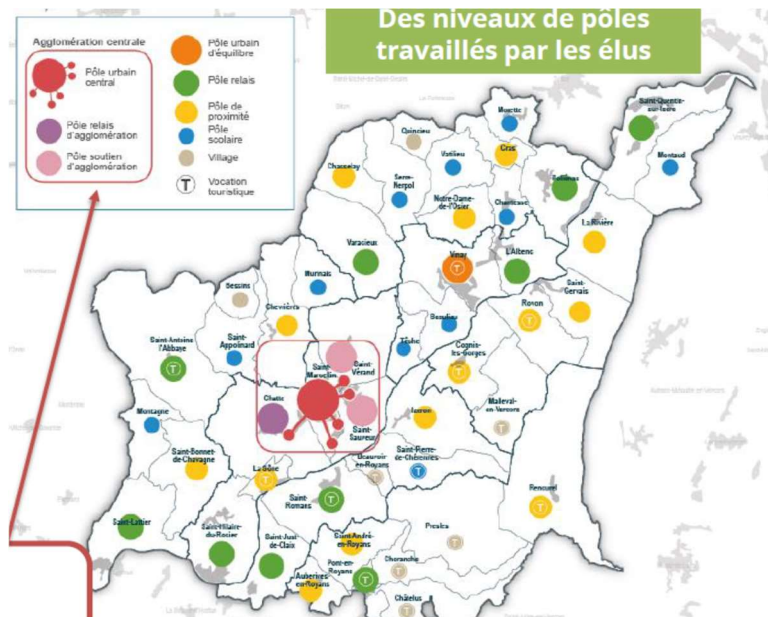 Des niveaux de pôles
travaillés par les élus
Agglomération centrale
Pôle urbain
central
Pôle relais
d'agglomération
Pôle soutien
d'agglomération
Pôle urbain
d'équilibre
Pôle relais
Pôle de
proximité
Pôle
scolaire
Village
T
Vocation
touristique
Saint-Quentin-
sur-Isère
Montaud
Quincieu
Vatilieu
Cras
Chasselay
Serre-
Nerpol
Notre-Dame-
de-l'Osier
Chantesse
La Rivière
Varacieux
Vinay
T
L'Albenc
Saint-
Gervais
Rovon
T
Bessins
Murinais
Chevrières
Beaulieu
Têche
Cognin-
les-Gorges
T
Saint-Antoine
l'Abbaye
T
Saint-
Appolinard
Saint-
Marcellin
Saint-
Vérand
Chatte
Saint-
Sauveur
Izeron
Malleval-
en-Vercors
T
Montagne
Saint-Bonnet-
de-Chavagne
La Sône
T
Beauvoir
en-Royans
T
Saint-Pierre-
de-Chérennes
T
Rencurel
T
Saint-
Romans
T
Presles
T
Saint-Lattier
Saint-Hilaire-
du-Rosier
Saint-Just-
de-Claix
Saint-André-
en-Royans
Pont-en-
Royans
T
Choranche
T
Auberives-
en-Royans
Châtelus
T